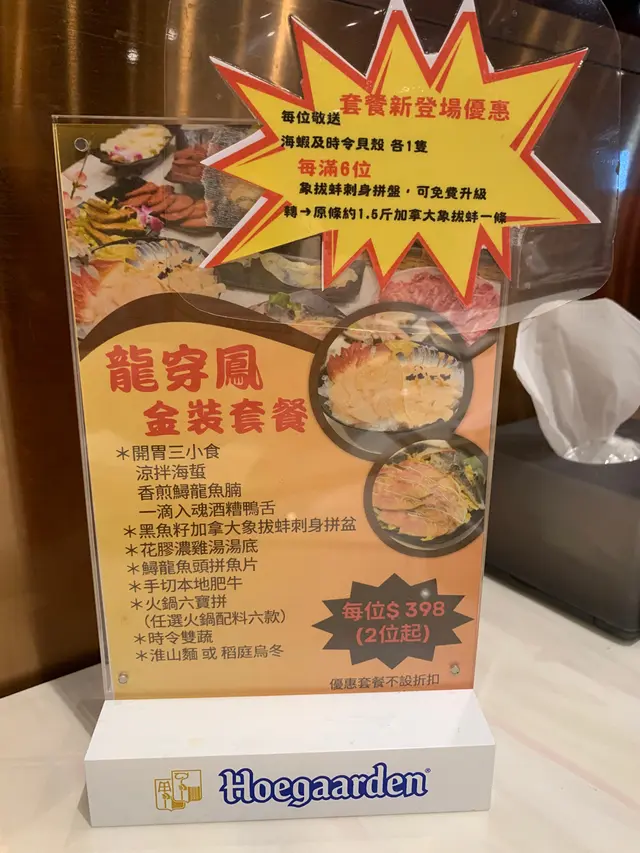 套餐新登場優惠
每位敬送
海蝦及時令貝殼 各1隻
每滿6位
象拔蚌刺身拼盤，可免費升級
轉→原條約1.5斤加拿大象拔蚌一條
龍穿鳳
金裝套餐
＊開胃三小食
涼拌海蜇
香煎鱘龍魚腩
一滴入魂酒糟鴨舌
＊黑魚籽加拿大象拔蚌刺身拼盆
＊花膠濃雞湯湯底
＊鱘龍魚頭拼魚片
＊手切本地肥牛
＊火鍋六寶拼
（任選火鍋配料六款）
＊時令雙蔬
＊淮山麵 或 稻庭烏冬
每位$ 398
(2位起)
優惠套餐不設折扣
Hoegaarden®